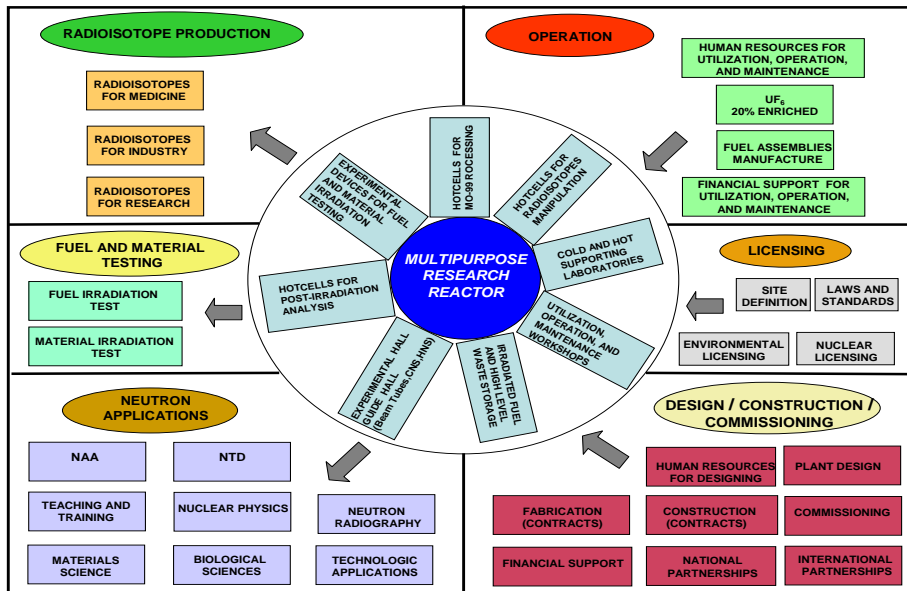 RADIOISOTOPE PRODUCTION
RADIOISOTOPES
FOR MEDICINE
RADIOISOTOPES
FOR INDUSTRY
RADIOISOTOPES
FOR RESEARCH
OPERATION
HUMAN RESOURCES FOR
UTILIZATION, OPERATION,
AND MAINTENANCE
UF₆
20% ENRICHED
FUEL ASSEMBLIES
MANUFACTURE
FINANCIAL SUPPORT FOR
UTILIZATION, OPERATION,
AND MAINTENANCE
EXPERIMENTAL
DEVICES FOR FUEL
AND MATERIAL
IRRADIATION
TESTING
HOTCELLS FOR
MO-99 ROCESSING
HOTCELLS FOR
RADIOISOTOPES
MANIPULATION
COLD AND HOT
SUPPORTING
LABORATORIES
MULTIPURPOSE
RESEARCH
REACTOR
HOTCELLS FOR
POST-IRRADIATION
ANALYSIS
UTILIZATION,
OPERATION, AND
MAINTENANCE
WORKSHOPS
EXPERIMENTAL HALL
GUIDE HALL
(Beam Tubes,CNS,HNS)
IRRADIATED FUEL
AND HIGH LEVEL
WASTE STORAGE
FUEL AND MATERIAL
TESTING
FUEL IRRADIATION
TEST
MATERIAL IRRADIATION
TEST
LICENSING
SITE
DEFINITION
LAWS AND
STANDARDS
ENVIRONMENTAL
LICENSING
NUCLEAR
LICENSING
NEUTRON
APPLICATIONS
NAA
NTD
TEACHING AND
TRAINING
NUCLEAR PHYSICS
NEUTRON
RADIOGRAPHY
MATERIALS
SCIENCE
BIOLOGICAL
SCIENCES
TECHNOLOGIC
APPLICATIONS
DESIGN / CONSTRUCTION /
COMMISSIONING
HUMAN RESOURCES
FOR DESIGNING
PLANT DESIGN
FABRICATION
(CONTRACTS)
CONSTRUCTION
(CONTRACTS)
COMMISSIONING
FINANCIAL SUPPORT
NATIONAL
PARTNERSHIPS
INTERNATIONAL
PARTNERSHIPS